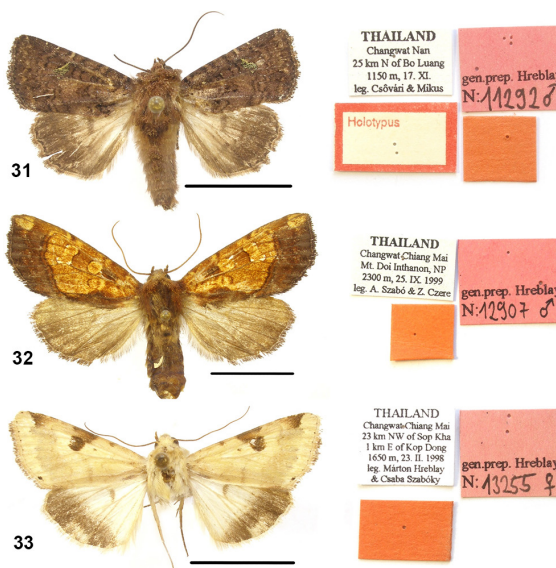 THAILAND
Changwat Nan
25 km N of Bo Luang
1150 m, 17. XI.
leg. Csővári & Mikus
gen.prep. Hreblay
N: 11292 ♂
Holotypus
31
THAILAND
Changwat Chiang Mai
Mt. Doi Inthanon, NP
2300 m, 25. IX. 1999
leg. A. Szabó & Z. Czere
gen.prep. Hreblay
N: 12907 ♂
32
THAILAND
Changwat Chiang Mai
23 km NW of Sop Kha
1 km E of Kop Dong
1650 m, 23. II. 1998
leg. Márton Hreblay
& Csaba Szabóky
gen.prep. Hreblay
N: 13255 ♀
33